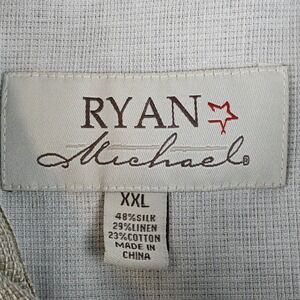 RYAN
Michael®
XXL
48%SILK
29%LINEN
23%COTTON
MADE IN
CHINA